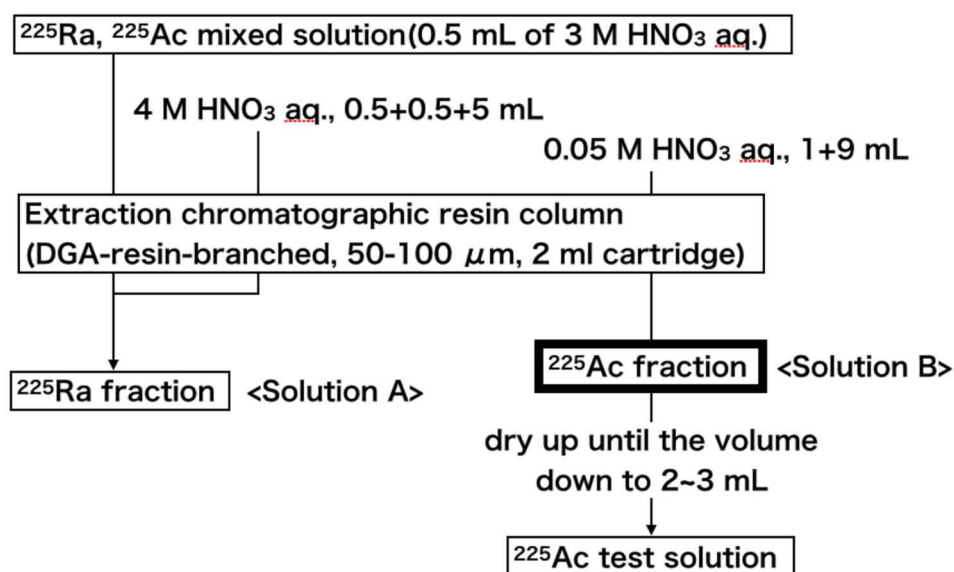 ²²⁵Ra, ²²⁵Ac mixed solution(0.5 mL of 3 M HNO₃ aq.)
4 M HNO₃ aq., 0.5+0.5+5 mL
0.05 M HNO₃ aq., 1+9 mL
Extraction chromatographic resin column
(DGA-resin-branched, 50-100 μm, 2 ml cartridge)
²²⁵Ac fraction <Solution B>
²²⁵Ra fraction <Solution A>
dry up until the volume
down to 2~3 mL
²²⁵Ac test solution